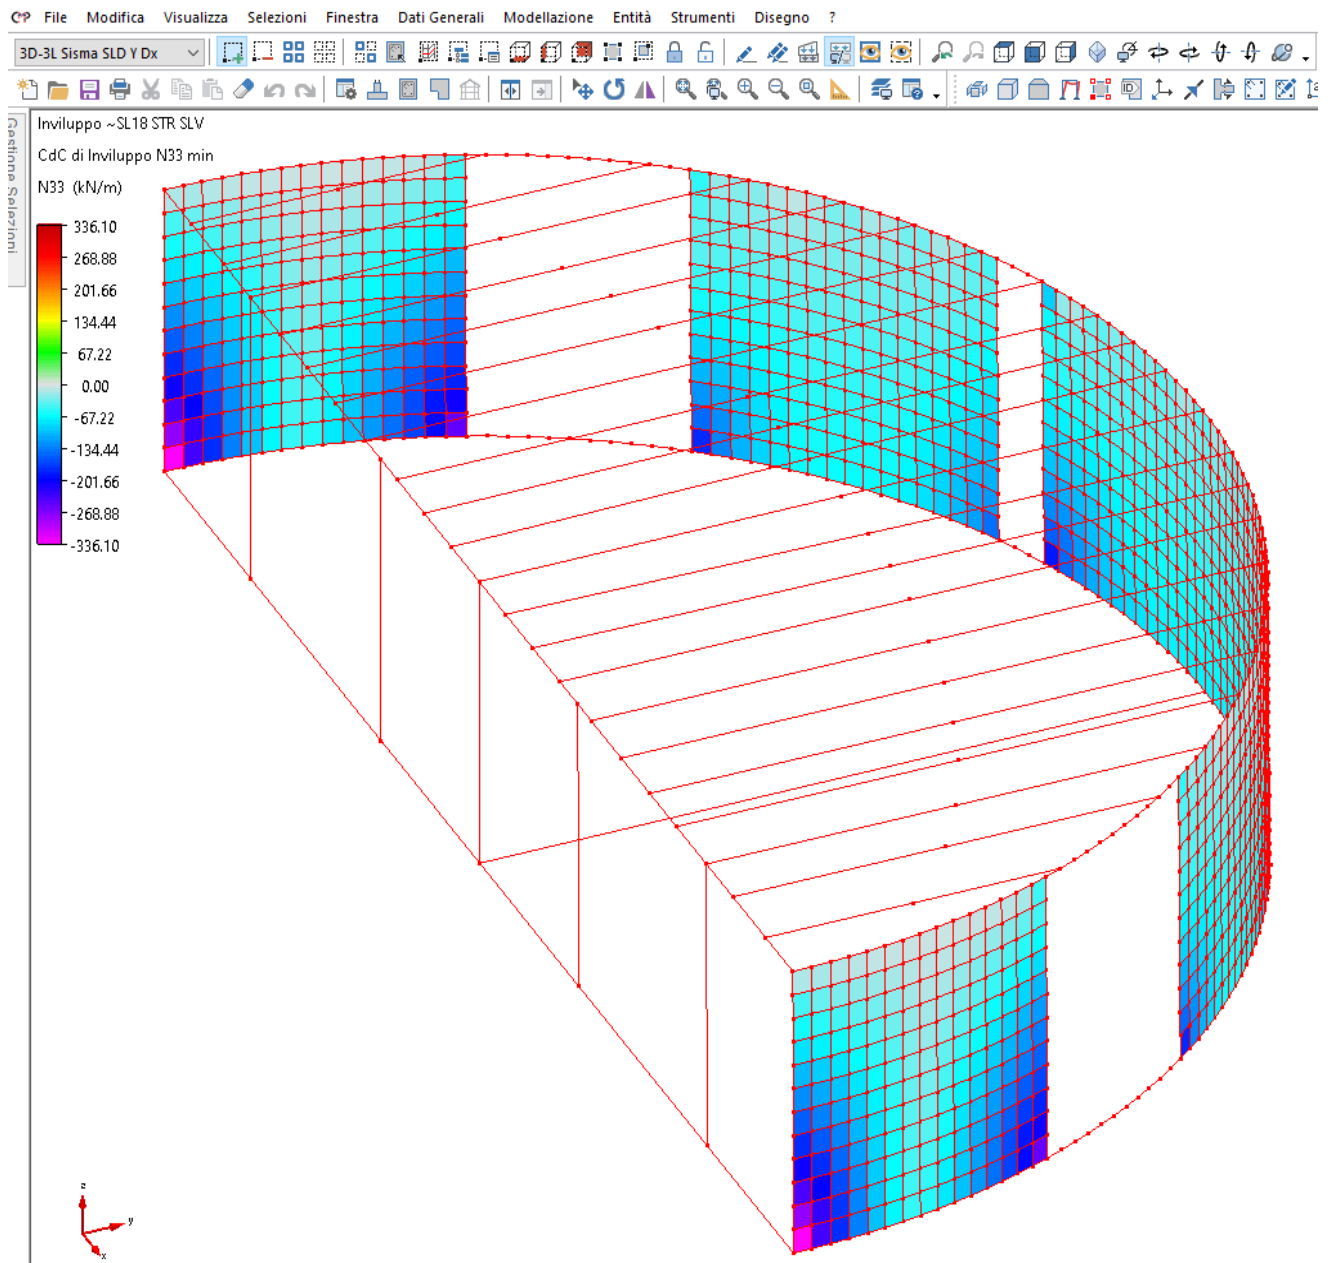 CMP File Modifica Visualizza Selezioni Finestra Dati Generali Modellazione Entità Strumenti Disegno ?
3D-3L Sisma SLD Y Dx
Gestione Selezioni
Inviluppo ~SL18 STR SLV
CdC di Inviluppo N33 min
N33 (kN/m)
336.10
268.88
201.66
134.44
67.22
0.00
-67.22
-134.44
-201.66
-268.88
-336.10
z
y
x